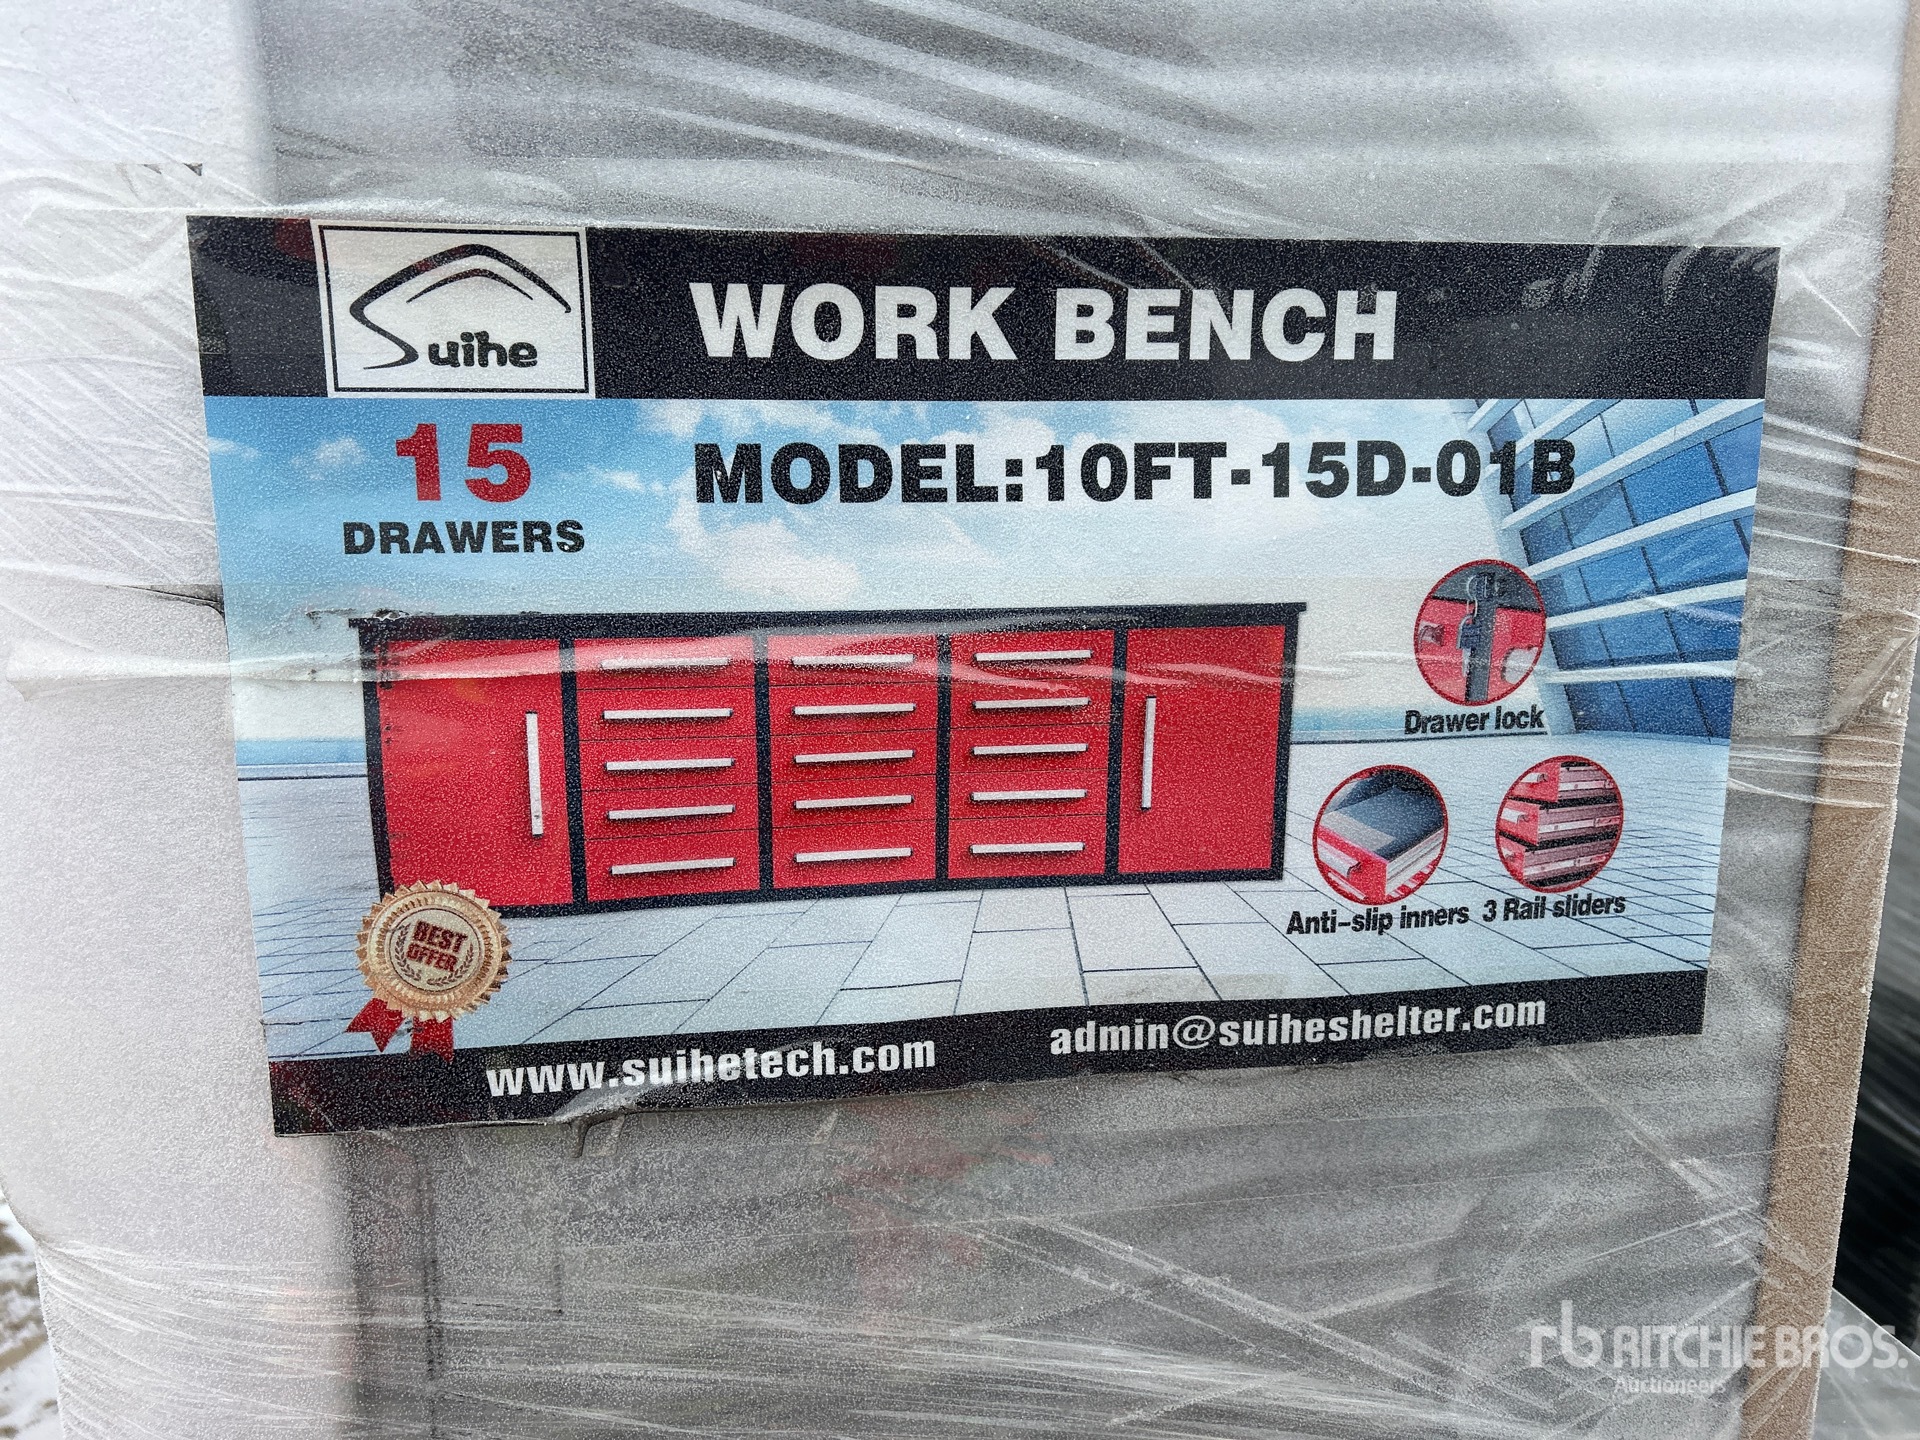 Suihe
WORK BENCH
15
DRAWERS
MODEL:10FT-15D-01B
Drawer lock
Anti-slip inners
3 Rail sliders
BEST
OFFER
www.suihetech.com
admin@suiheshelter.com
rb RITCHIE BROS.
Auctioneers